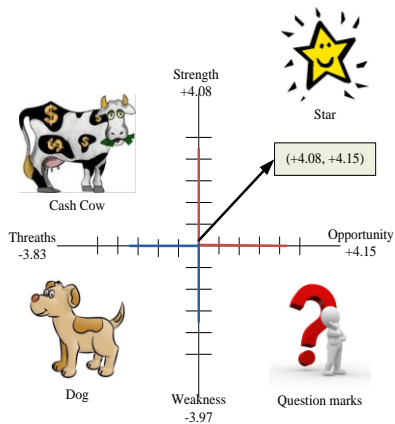 Strength
+4.08
Star
(+4.08, +4.15)
Cash Cow
Threaths
-3.83
Opportunity
+4.15
Dog
Weakness
-3.97
Question marks
$
$
$